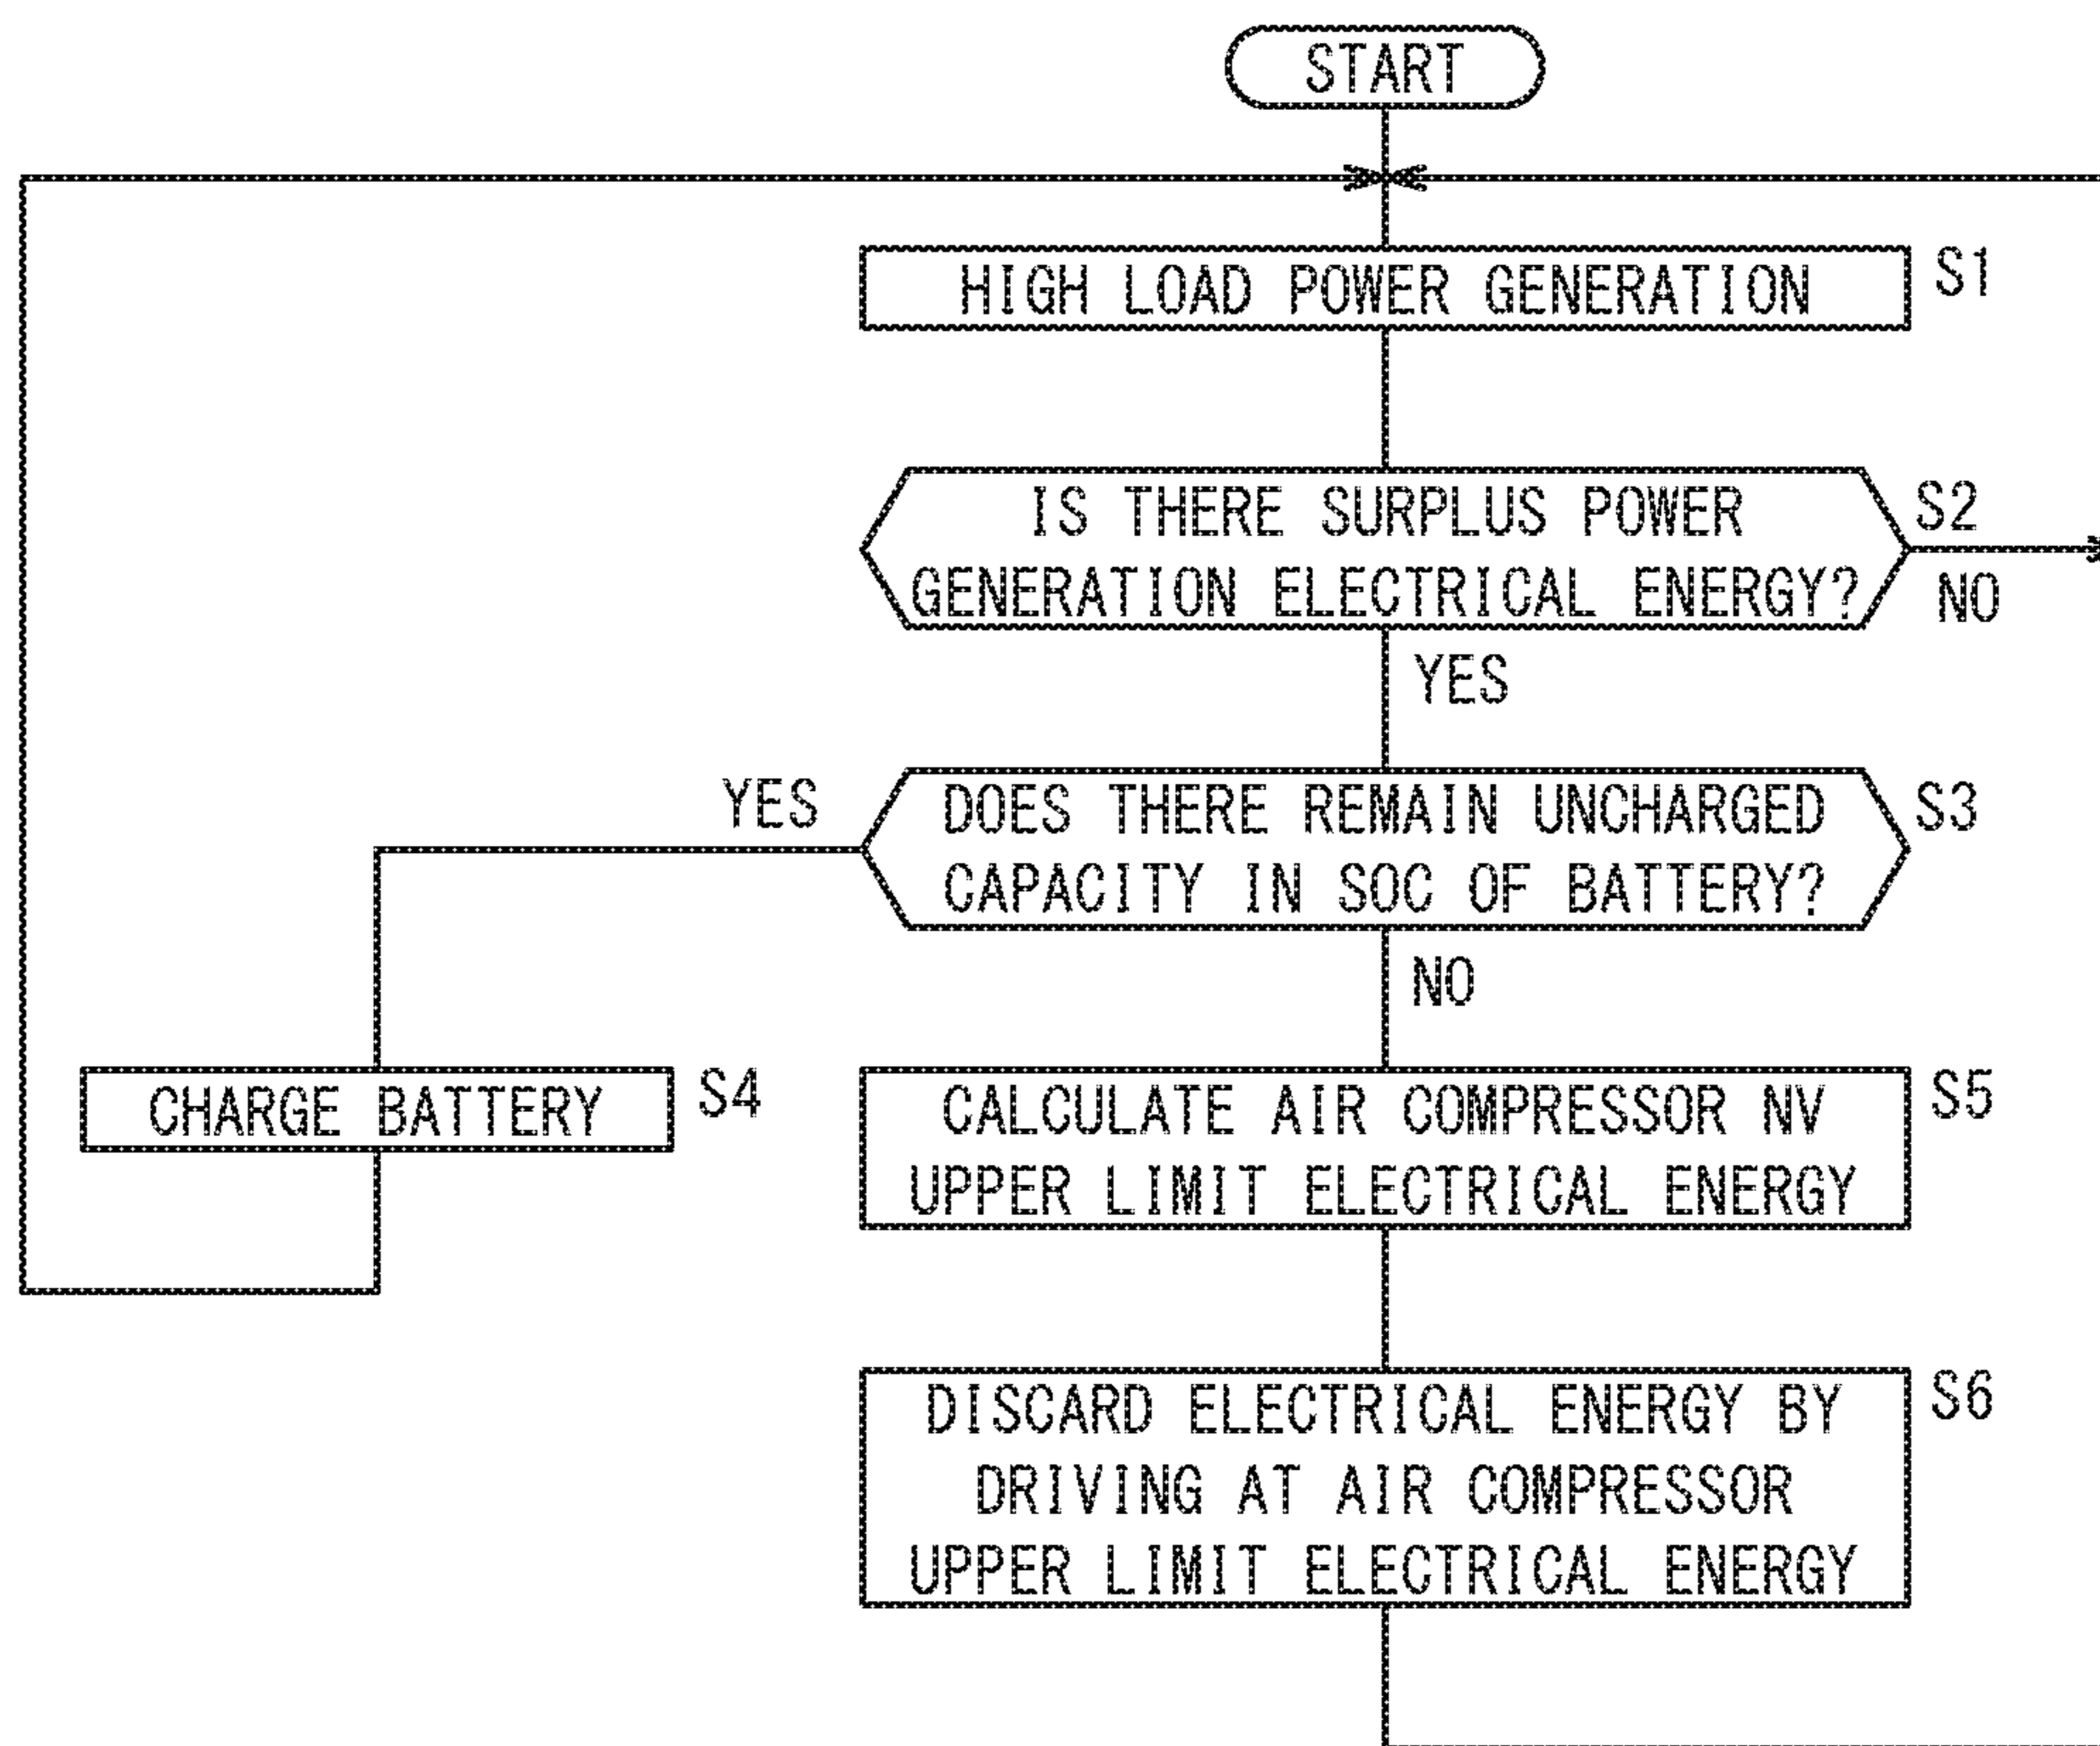 START
HIGH LOAD POWER GENERATION
S1
IS THERE SURPLUS POWER
GENERATION ELECTRICAL ENERGY?
S2
NO
YES
YES
DOES THERE REMAIN UNCHARGED
CAPACITY IN SOC OF BATTERY?
S3
NO
CHARGE BATTERY
S4
CALCULATE AIR COMPRESSOR NV
UPPER LIMIT ELECTRICAL ENERGY
S5
DISCARD ELECTRICAL ENERGY BY
DRIVING AT AIR COMPRESSOR
UPPER LIMIT ELECTRICAL ENERGY
S6